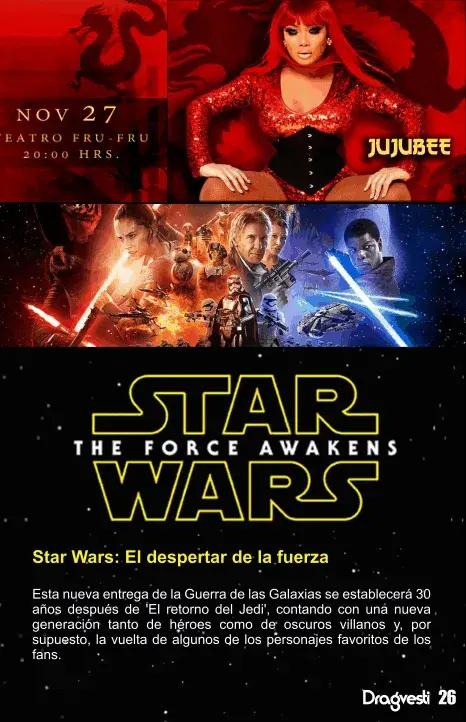 NOV 27
TEATRO FRU-FRU
20:00 HRS.
JUJUBEE
STAR
THE FORCE AWAKENS
WARS
Star Wars: El despertar de la fuerza
Esta nueva entrega de la Guerra de las Galaxias se establecerá 30
años después de 'El retorno del Jedi', contando con una nueva
generación tanto de héroes como de oscuros villanos y, por
supuesto, la vuelta de algunos de los personajes favoritos de los
fans.
Dragvesti 26